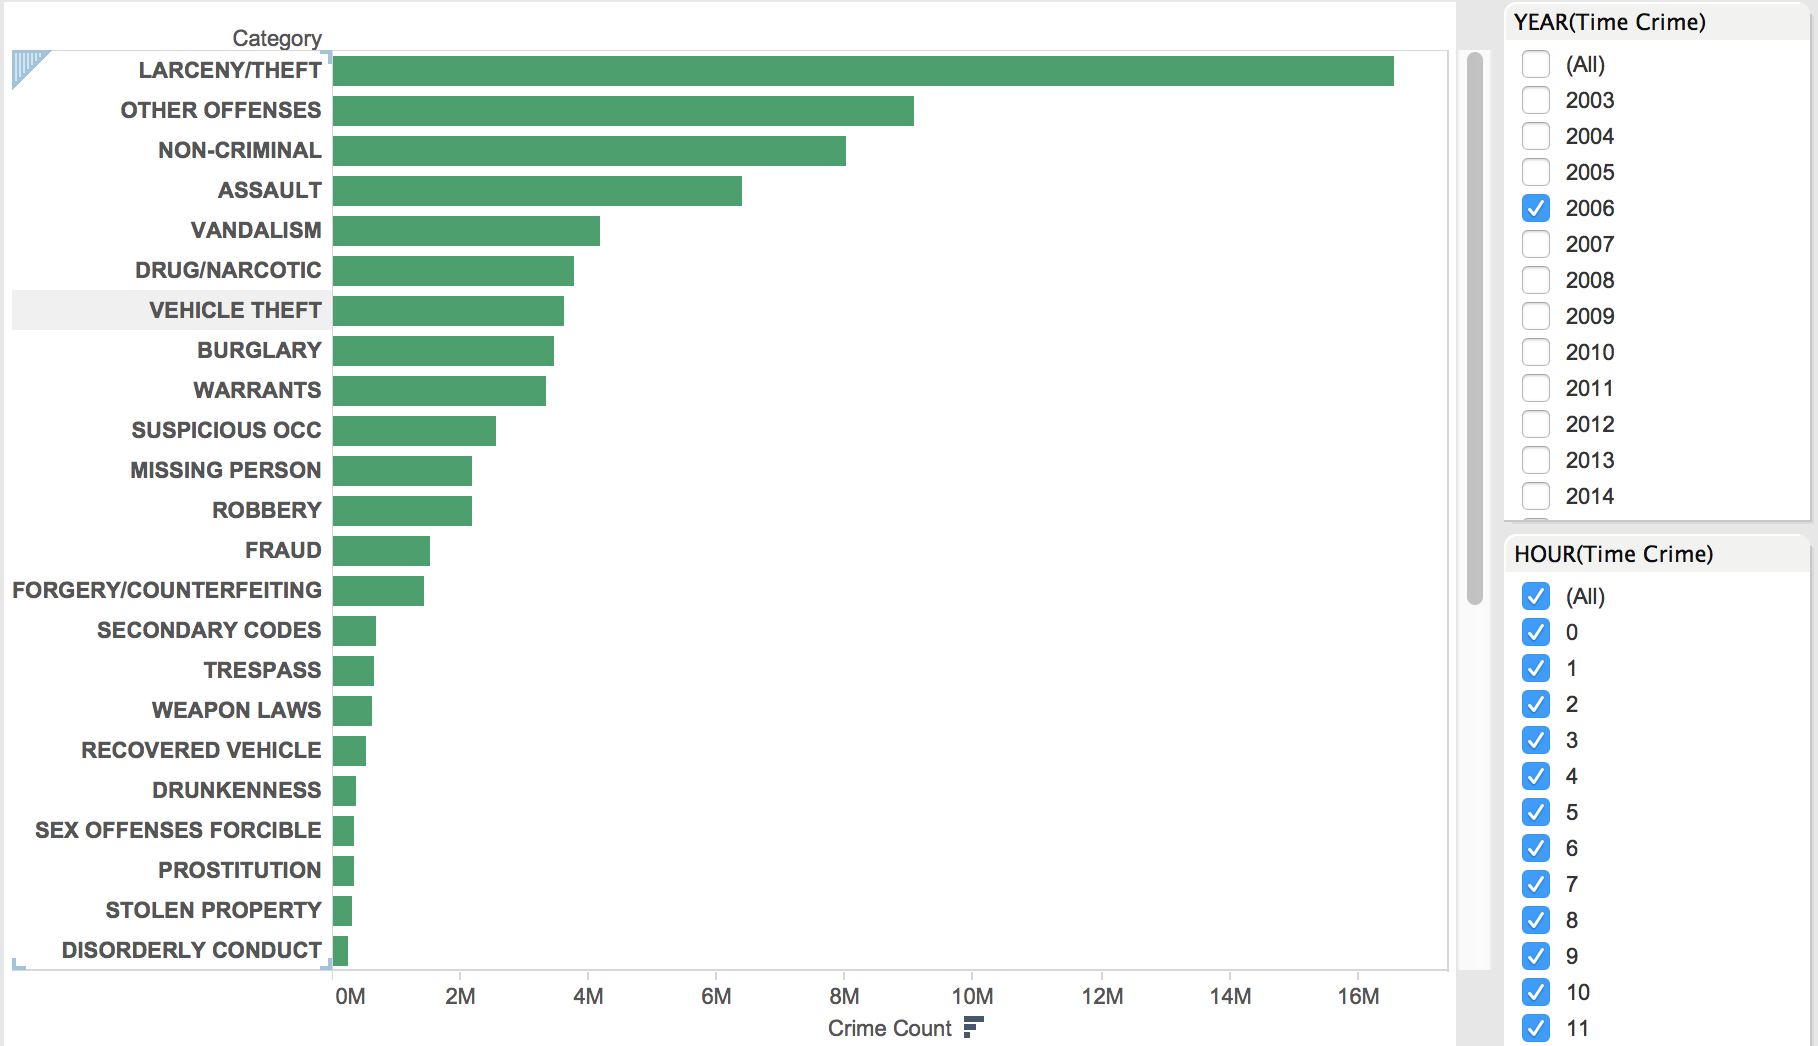 Category
LARCENY/THEFT
OTHER OFFENSES
NON-CRIMINAL
ASSAULT
VANDALISM
DRUG/NARCOTIC
VEHICLE THEFT
BURGLARY
WARRANTS
SUSPICIOUS OCC
MISSING PERSON
ROBBERY
FRAUD
FORGERY/COUNTERFEITING
SECONDARY CODES
TRESPASS
WEAPON LAWS
RECOVERED VEHICLE
DRUNKENNESS
SEX OFFENSES FORCIBLE
PROSTITUTION
STOLEN PROPERTY
DISORDERLY CONDUCT
0M 2M 4M 6M 8M 10M 12M 14M 16M
Crime Count
YEAR(Time Crime)
(All)
2003
2004
2005
2006
2007
2008
2009
2010
2011
2012
2013
2014
HOUR(Time Crime)
(All)
0
1
2
3
4
5
6
7
8
9
10
11